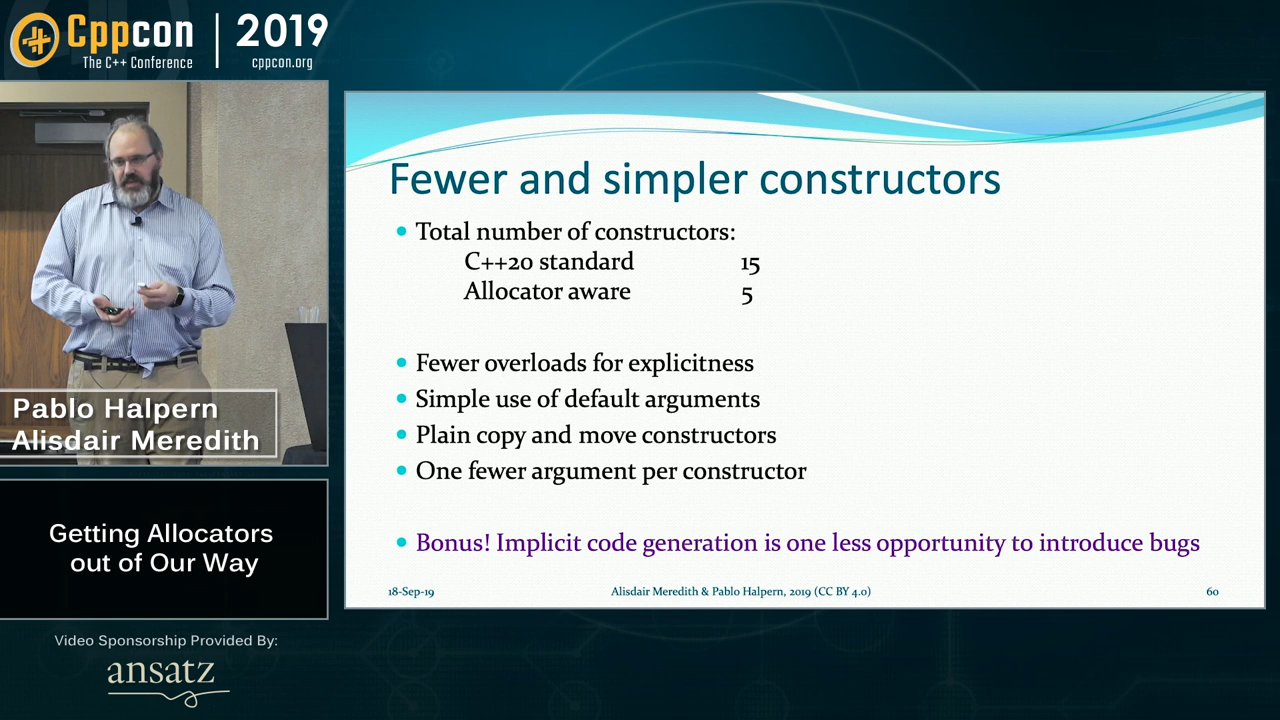 Cppcon
The C++ Conference
2019
cppcon.org
Pablo Halpern
Alisdair Meredith
Getting Allocators
out of Our Way
Video Sponsorship Provided By:
ansatz
Fewer and simpler constructors
• Total number of constructors:
C++20 standard 15
Allocator aware 5
• Fewer overloads for explicitness
• Simple use of default arguments
• Plain copy and move constructors
• One fewer argument per constructor
• Bonus! Implicit code generation is one less opportunity to introduce bugs
18-Sep-19 Alisdair Meredith & Pablo Halpern, 2019 (CC BY 4.0) 60